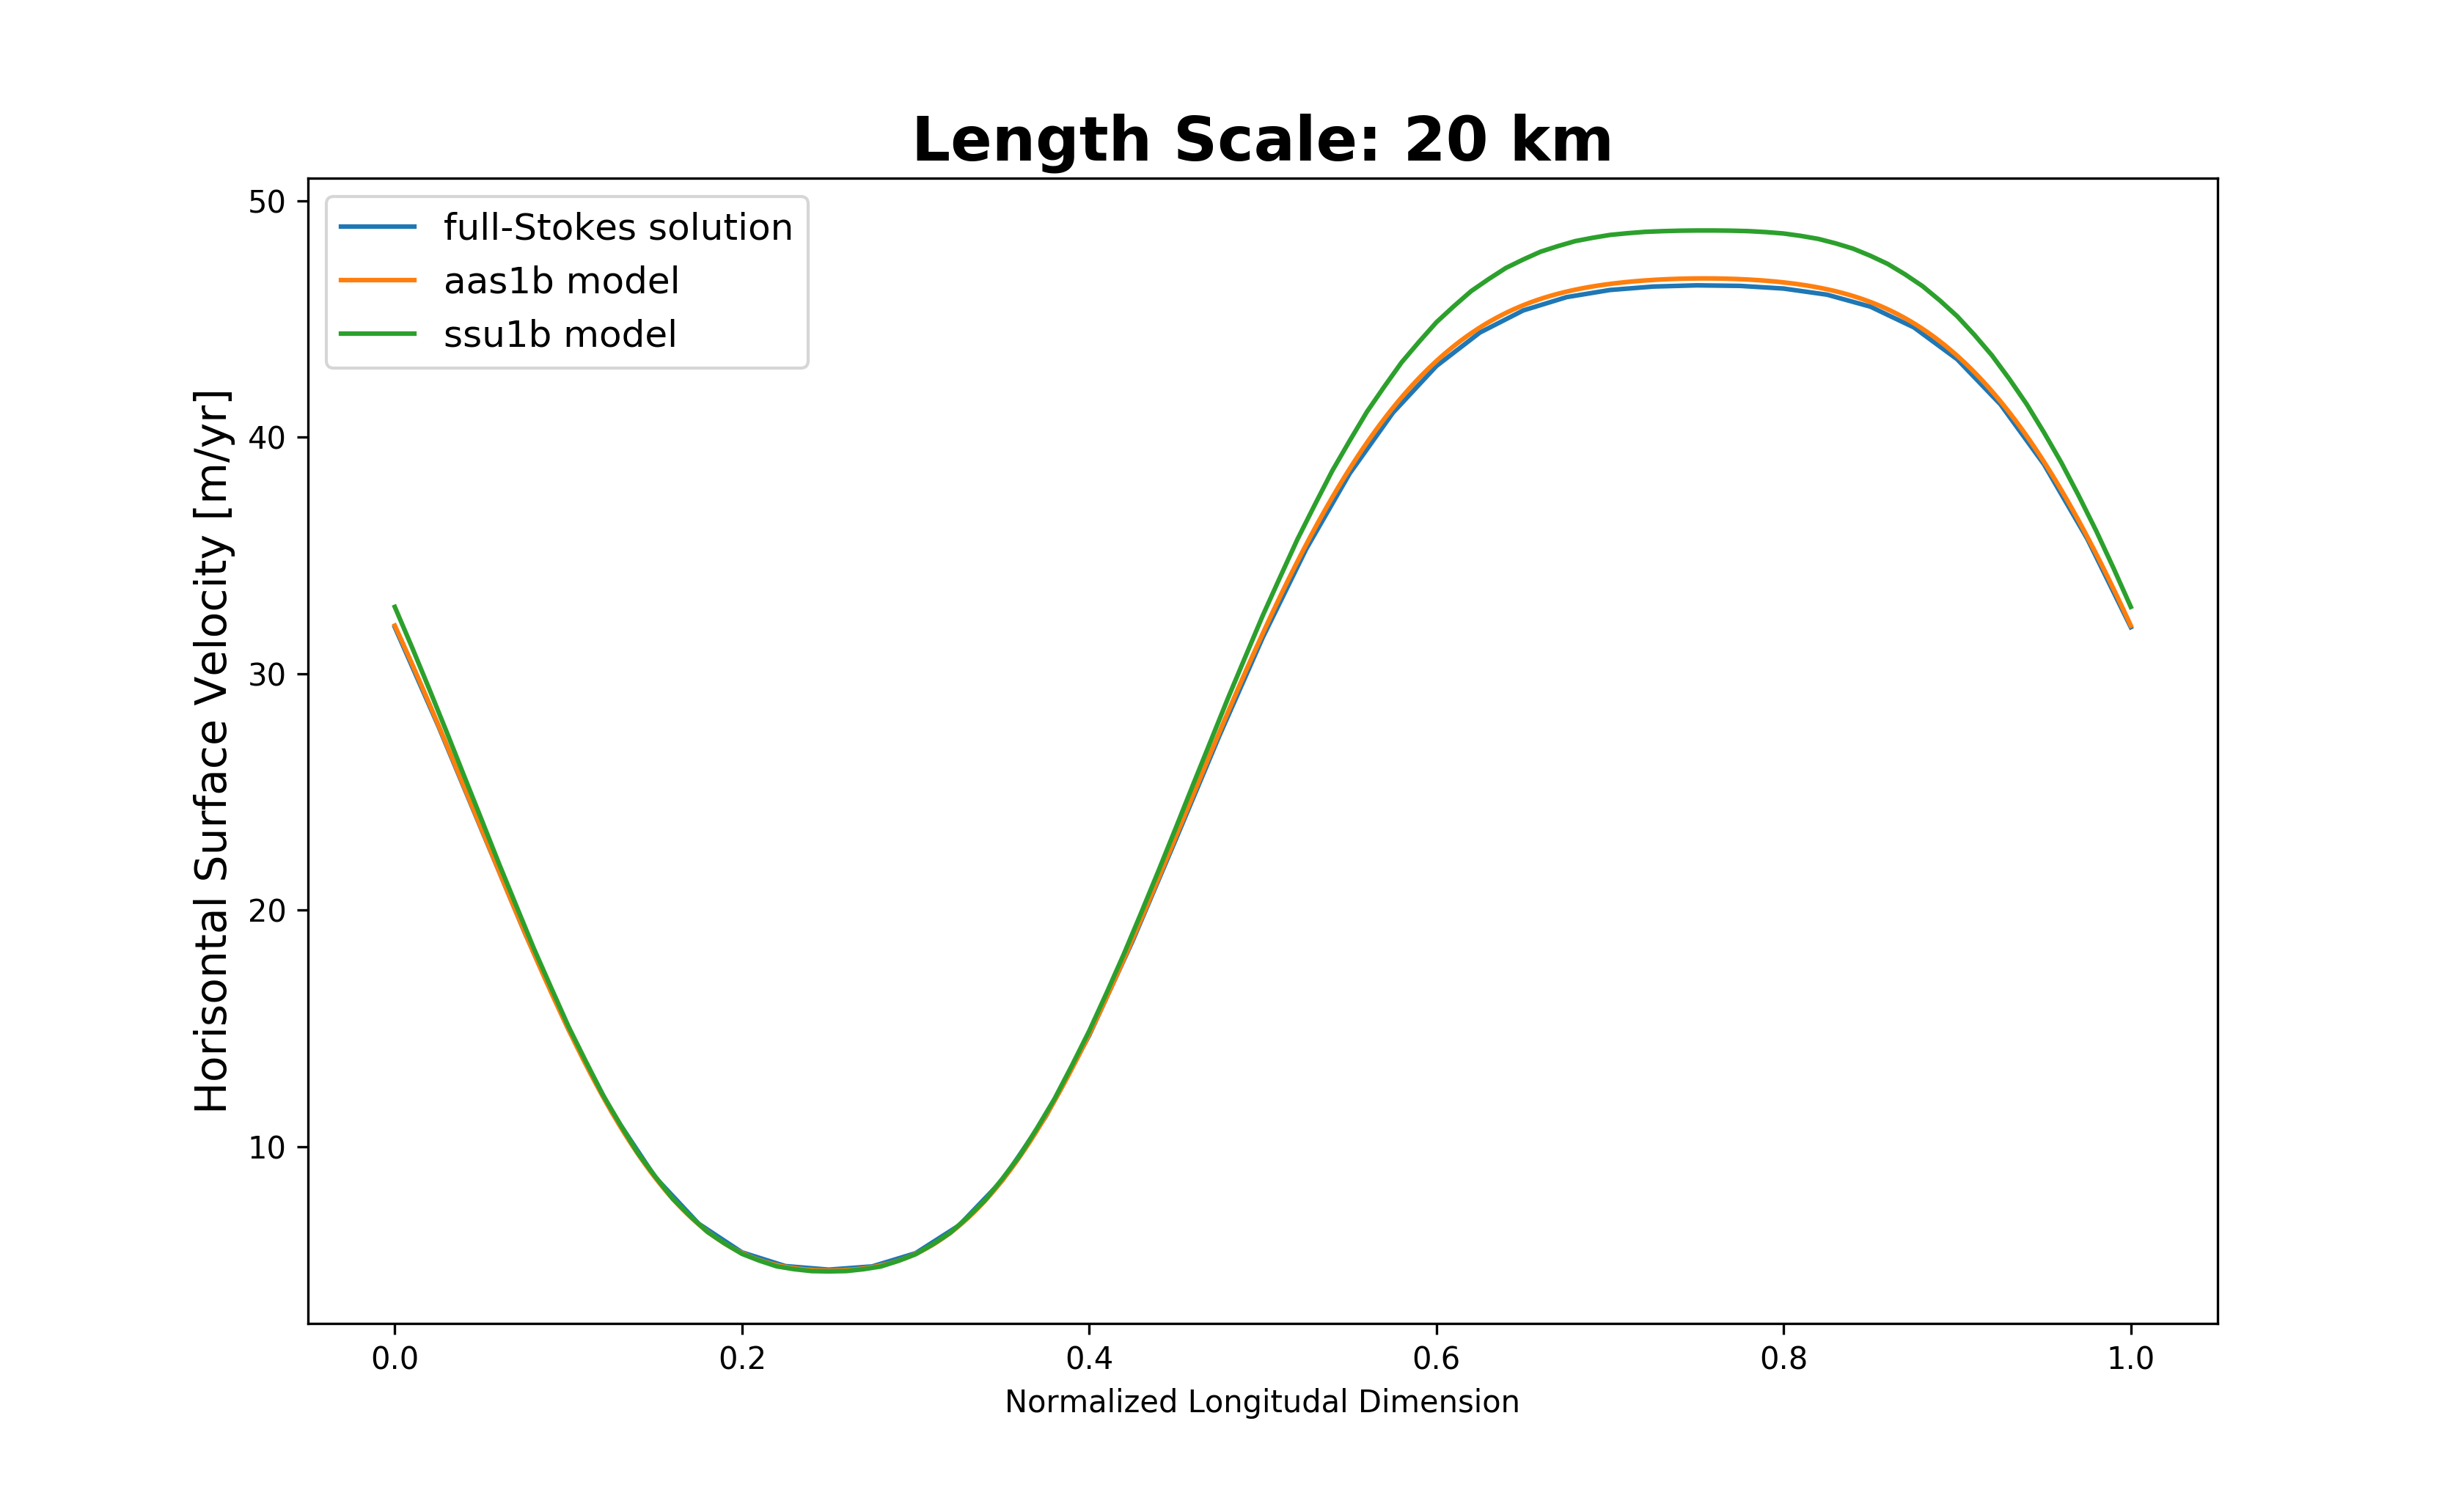 Length Scale: 20 km
full-Stokes solution
aas1b model
ssu1b model
Horisontal Surface Velocity [m/yr]
50
40
30
20
10
0.0 0.2 0.4 0.6 0.8 1.0
Normalized Longitudal Dimension